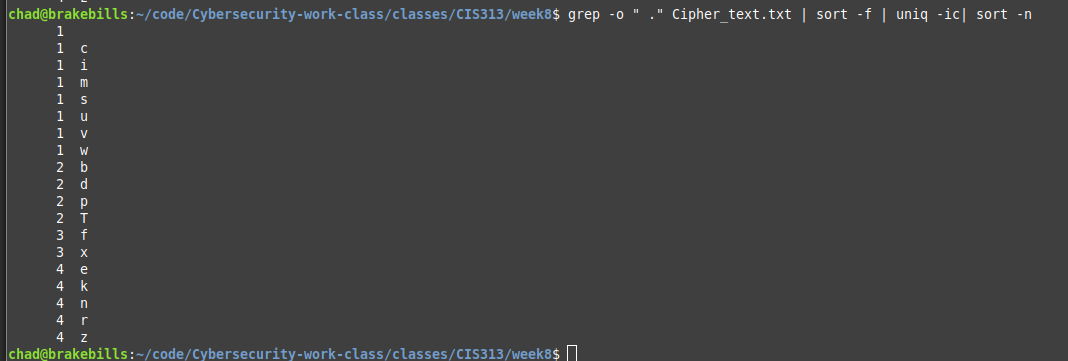 chad@brakebills:~/code/Cybersecurity-work-class/classes/CIS313/week8$ grep -o " ." Cipher_text.txt | sort -f | uniq -ic| sort -n
1
1 c
1 i
1 m
1 s
1 u
1 v
1 w
2 b
2 d
2 p
2 T
3 f
3 x
4 e
4 k
4 n
4 r
4 z
chad@brakebills:~/code/Cybersecurity-work-class/classes/CIS313/week8$